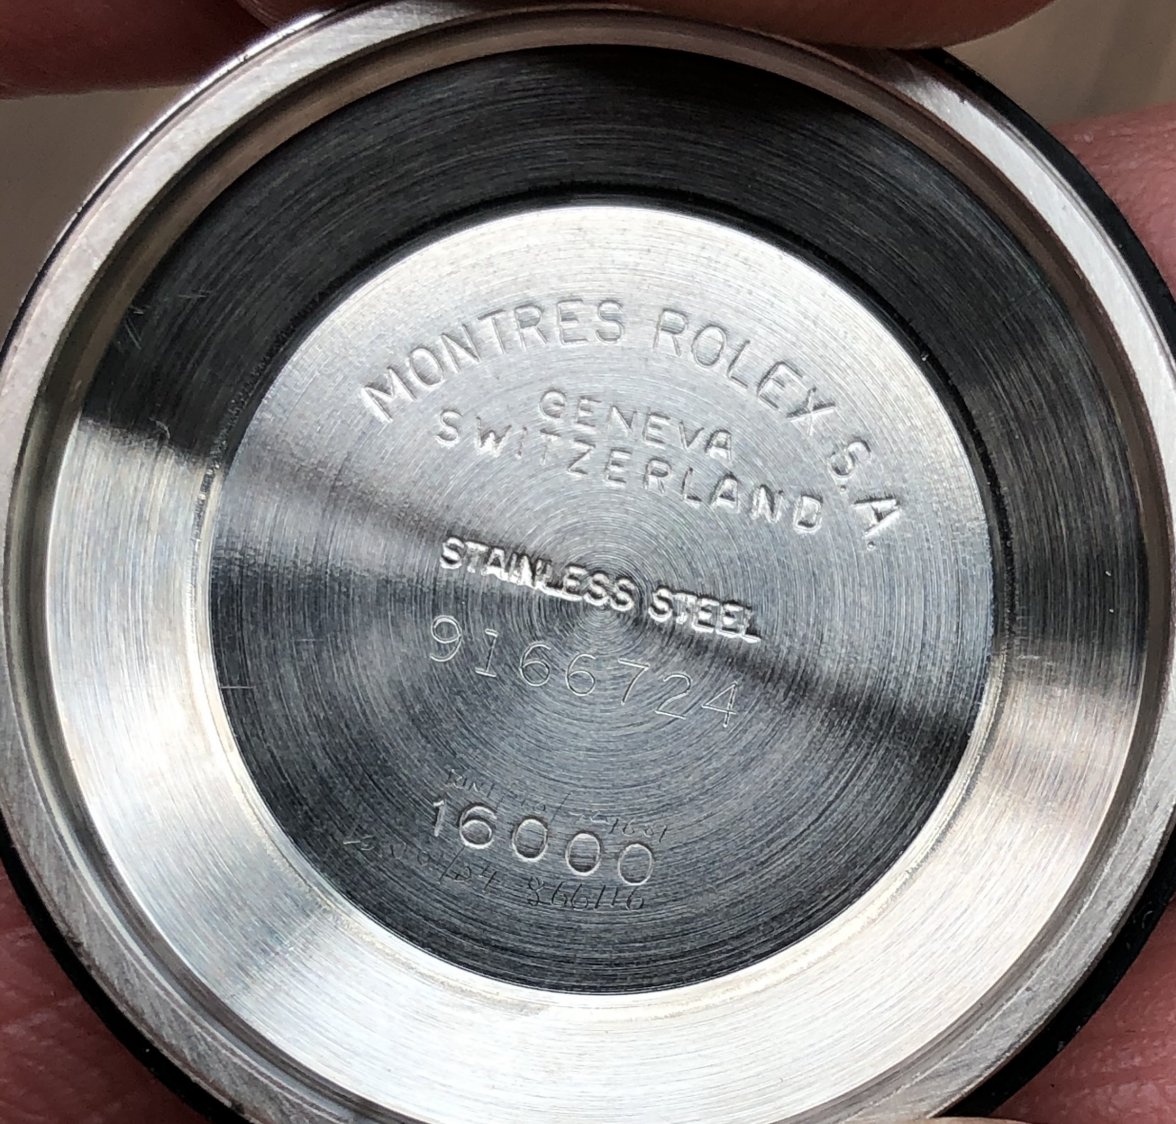 MONTRES ROLEX S.A.
GENEVA
SWITZERLAND
STAINLESS STEEL
9166724
16000